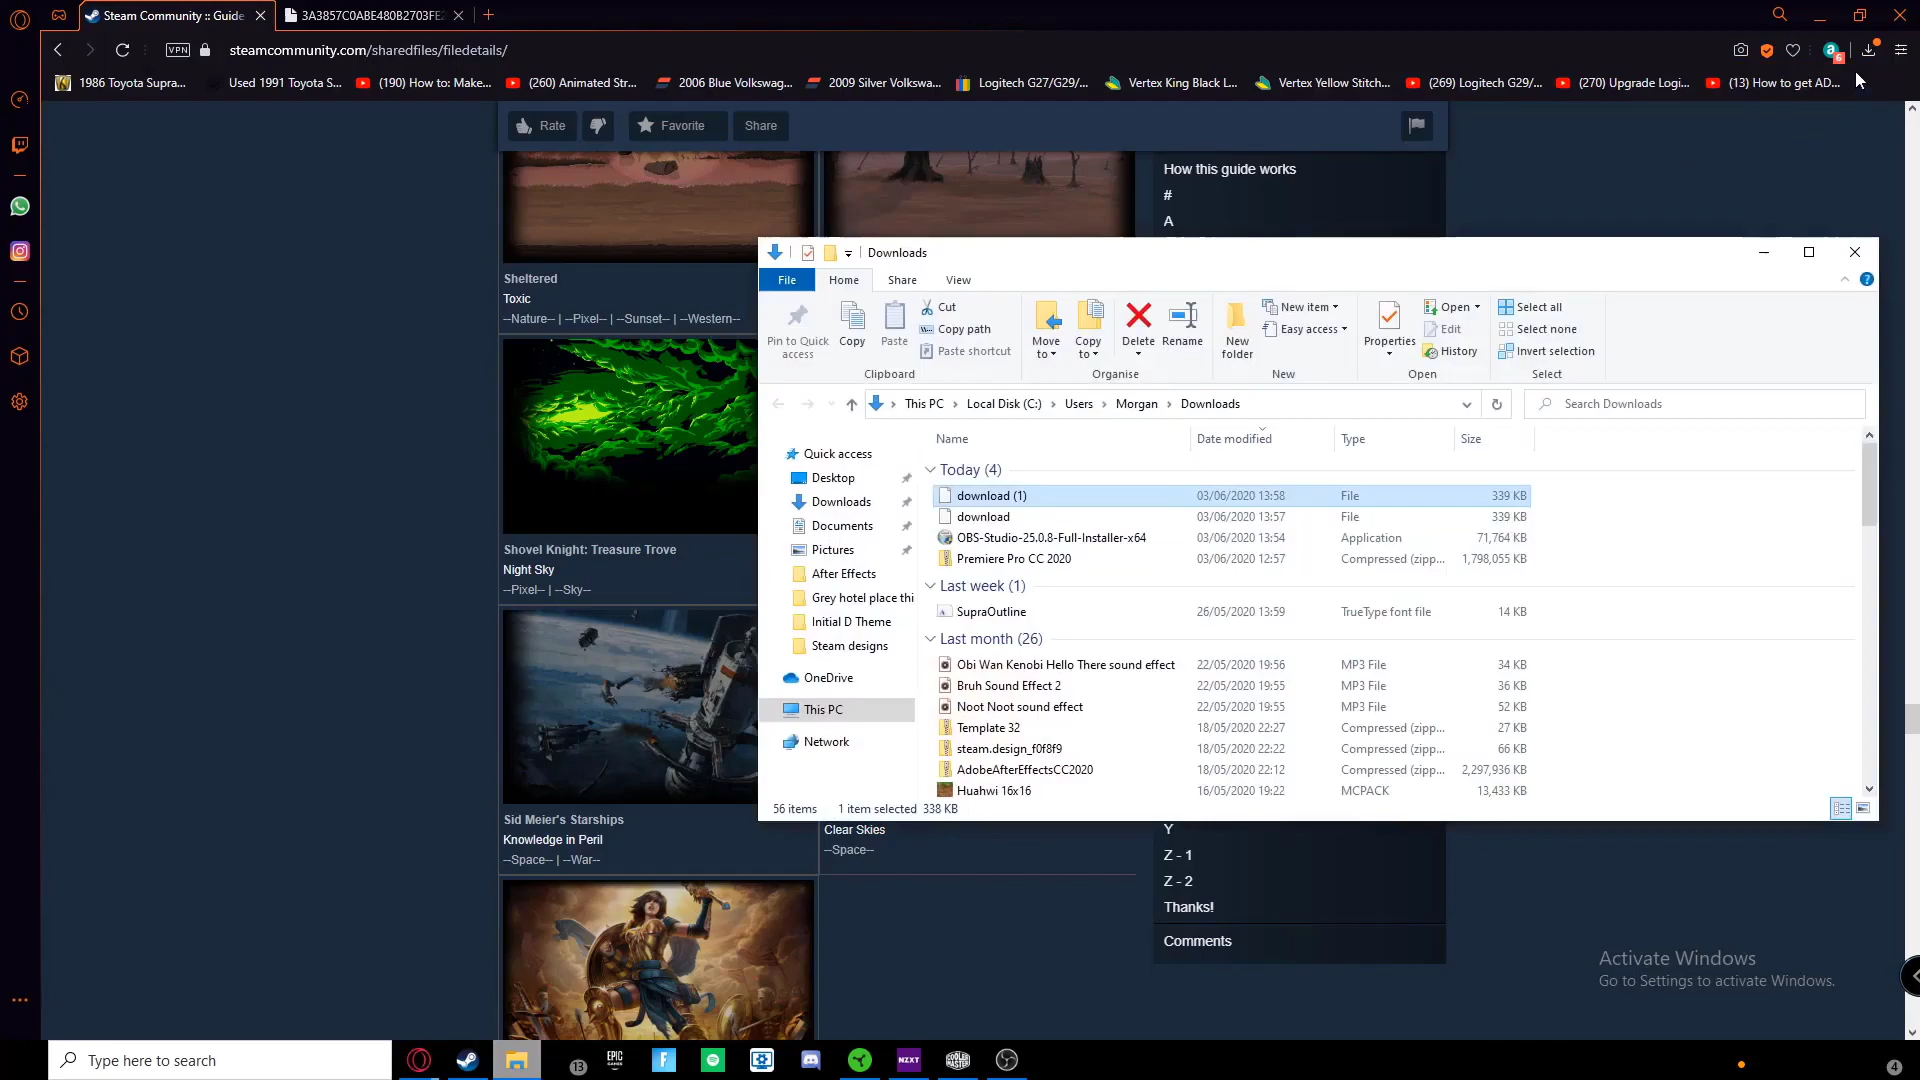 Steam Community :: Guide
3A3857C0ABE480B2703FE2
VPN
steamcommunity.com/sharedfiles/filedetails/
1986 Toyota Supra...
Used 1991 Toyota S...
(190) How to: Make...
(260) Animated Str...
2006 Blue Volkswag...
2009 Silver Volkswa...
Logitech G27/G29/...
Vertex King Black L...
Vertex Yellow Stitch...
(269) Logitech G29/...
(270) Upgrade Logi...
(13) How to get AD...
Rate
Favorite
Share
How this guide works
#
A
Sheltered
Toxic
--Nature-- | --Pixel-- | --Sunset-- | --Western--
Shovel Knight: Treasure Trove
Night Sky
--Pixel-- | --Sky--
Sid Meier's Starships
Knowledge in Peril
--Space-- | --War--
Clear Skies
--Space--
Y
Z - 1
Z - 2
Thanks!
Comments
Downloads
File
Home
Share
View
Pin to Quick access
Copy
Paste
Cut
Copy path
Paste shortcut
Clipboard
Move to
Copy to
Delete
Rename
Organise
New folder
New item
Easy access
New
Properties
Open
Edit
History
Open
Select all
Select none
Invert selection
Select
This PC > Local Disk (C:) > Users > Morgan > Downloads
Search Downloads
Quick access
Desktop
Downloads
Documents
Pictures
After Effects
Grey hotel place thi
Initial D Theme
Steam designs
OneDrive
This PC
Network
Name Date modified Type Size
Today (4)
download (1) 03/06/2020 13:58 File 339 KB
download 03/06/2020 13:57 File 339 KB
OBS-Studio-25.0.8-Full-Installer-x64 03/06/2020 13:54 Application 71,764 KB
Premiere Pro CC 2020 03/06/2020 12:57 Compressed (zipp... 1,798,055 KB
Last week (1)
SupraOutline 26/05/2020 13:59 TrueType font file 14 KB
Last month (26)
Obi Wan Kenobi Hello There sound effect 22/05/2020 19:56 MP3 File 34 KB
Bruh Sound Effect 2 22/05/2020 19:55 MP3 File 36 KB
Noot Noot sound effect 22/05/2020 19:55 MP3 File 52 KB
Template 32 18/05/2020 22:27 Compressed (zipp... 27 KB
steam.design_f0f8f9 18/05/2020 22:22 Compressed (zipp... 66 KB
AdobeAfterEffectsCC2020 18/05/2020 22:12 Compressed (zipp... 2,297,936 KB
Huahwi 16x16 16/05/2020 19:22 MCPACK 13,433 KB
56 items 1 item selected 338 KB
Activate Windows
Go to Settings to activate Windows.
Type here to search
13
EPIC GAMES
NZXT
COOLER MASTER
4